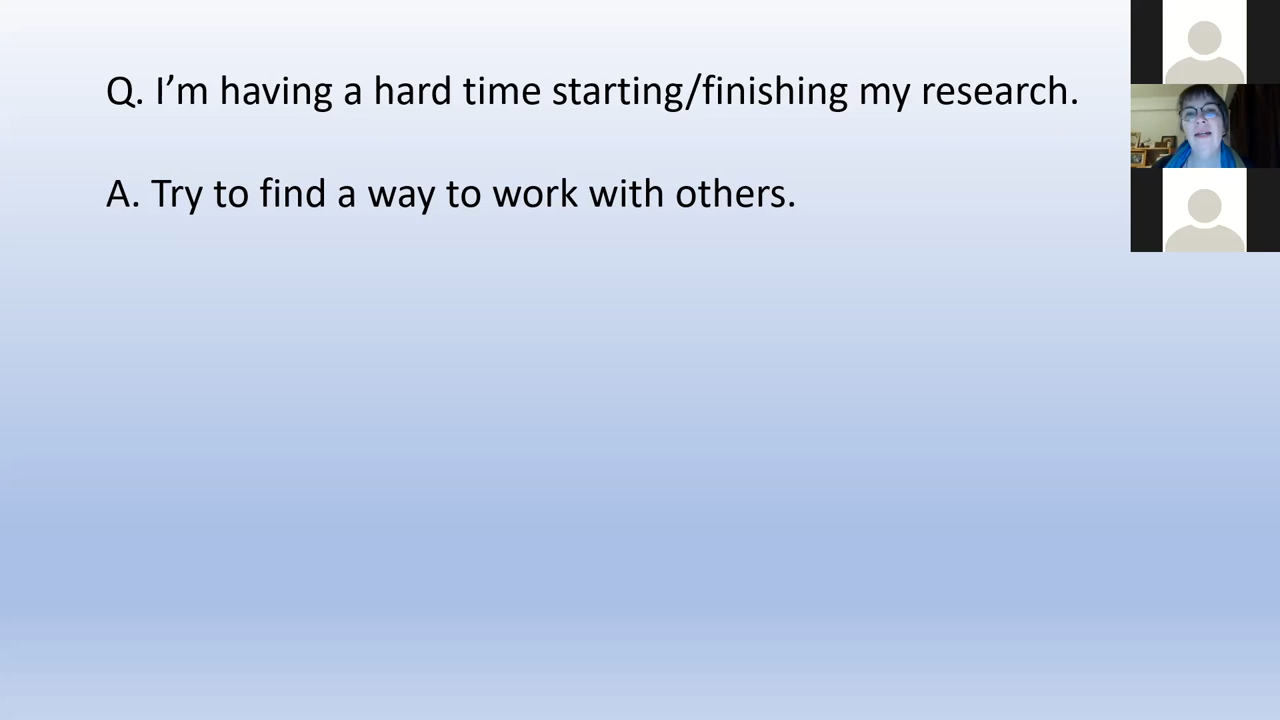 Q. I’m having a hard time starting/finishing my research.
A. Try to find a way to work with others.